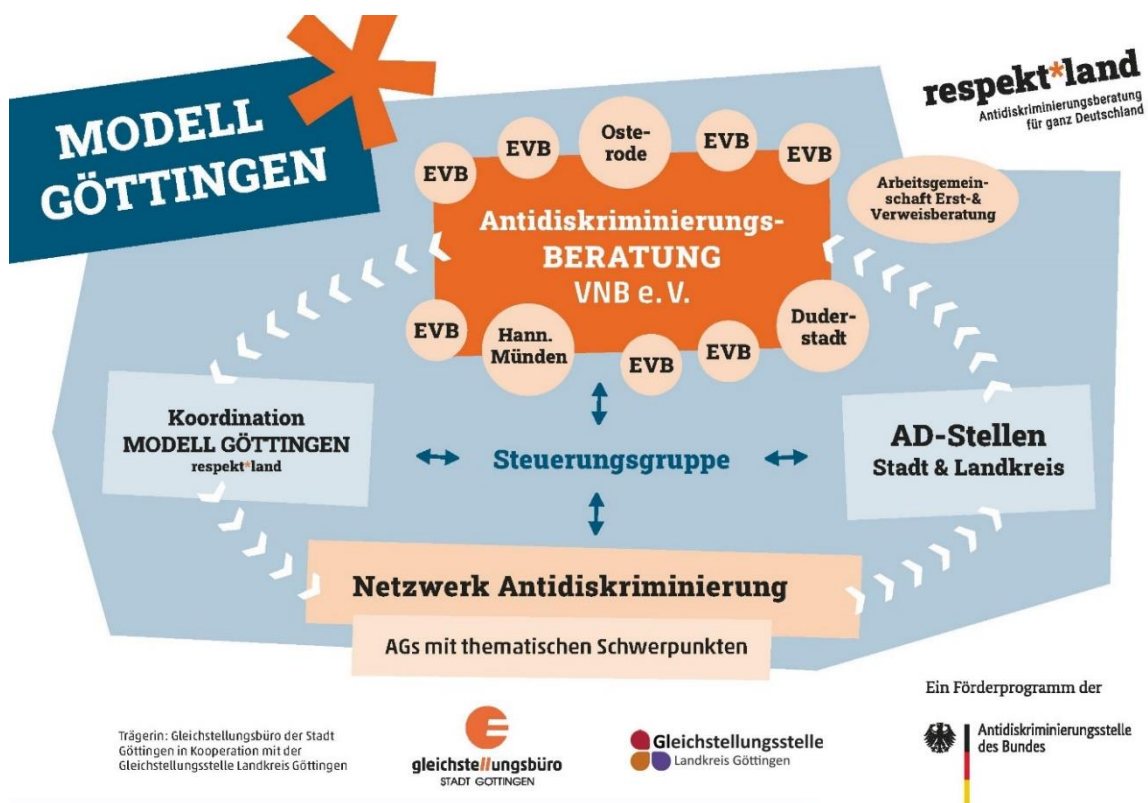 MODELL
GÖTTINGEN
respekt*land
Antidiskriminierungsberatung
für ganz Deutschland
EVB
EVB
Oste-
rode
EVB
EVB
Arbeitsgemein-
schaft Erst-&
Verweisberatung
Antidiskriminierungs-
BERATUNG
VNB e.V.
EVB
Hann.
Münden
EVB
EVB
Duder-
stadt
Koordination
MODELL GÖTTINGEN
respekt*land
Steuerungsgruppe
AD-Stellen
Stadt & Landkreis
Netzwerk Antidiskriminierung
AGs mit thematischen Schwerpunkten
Trägerin: Gleichstellungsbüro der Stadt
Göttingen in Kooperation mit der
Gleichstellungsstelle Landkreis Göttingen
gleichstellungsbüro
STADT GÖTTINGEN
Gleichstellungsstelle
Landkreis Göttingen
Ein Förderprogramm der
Antidiskriminierungsstelle
des Bundes